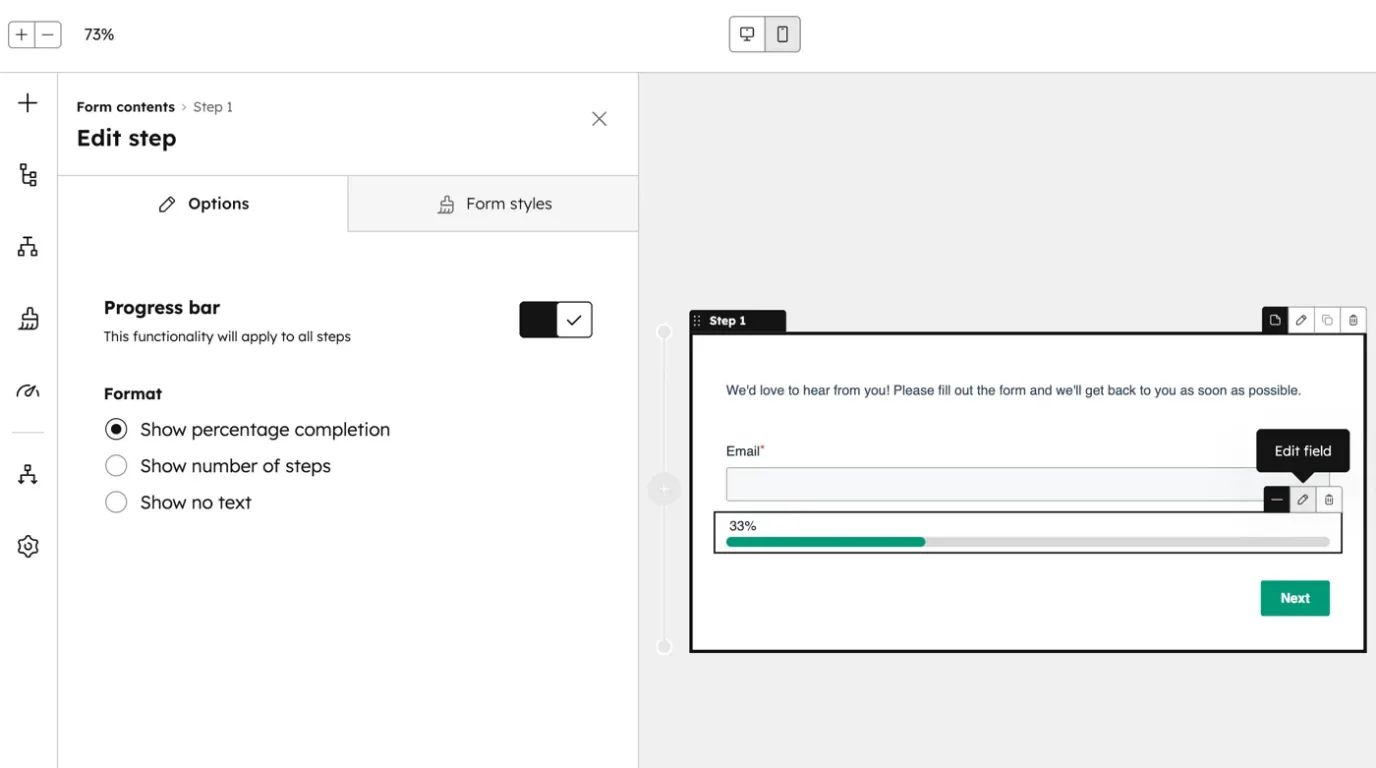 73%
Form contents › Step 1
Edit step
Options
Form styles
Progress bar
This functionality will apply to all steps
Format
Show percentage completion
Show number of steps
Show no text
Step 1
We'd love to hear from you! Please fill out the form and we'll get back to you as soon as possible.
Email*
Edit field
33%
Next